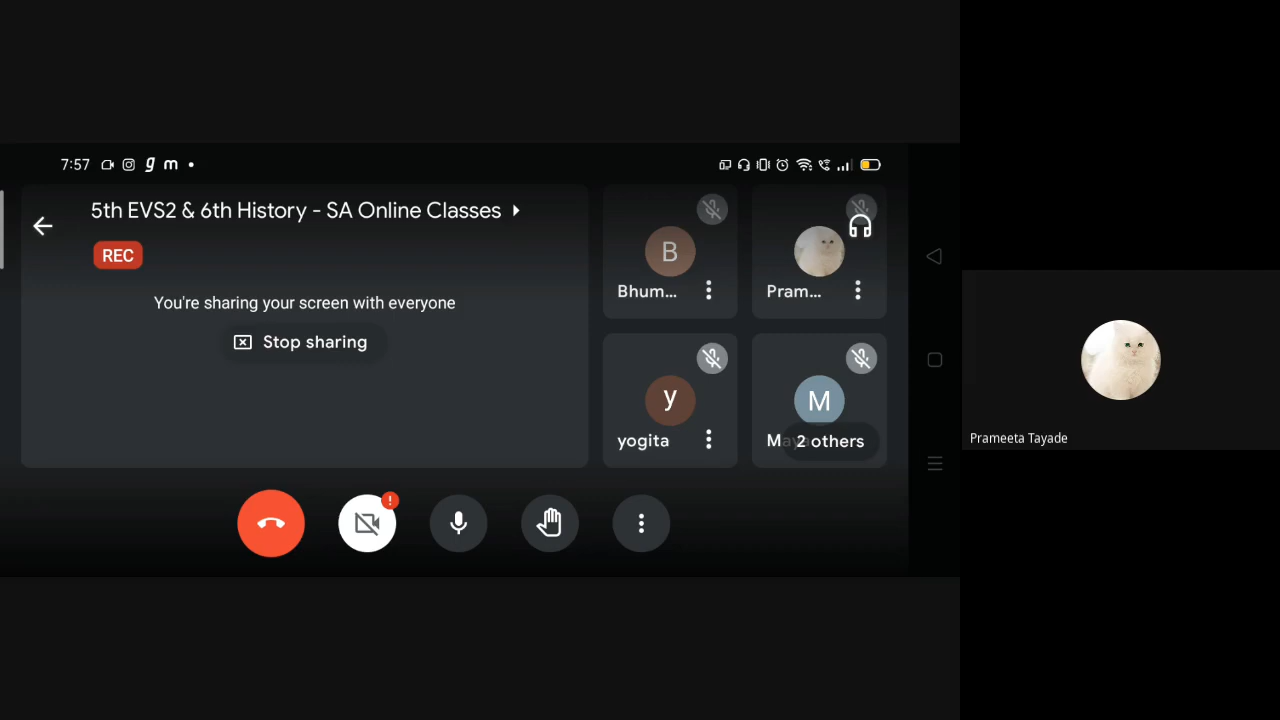 7:57
5th EVS2 & 6th History - SA Online Classes
REC
You're sharing your screen with everyone
Stop sharing
B
Bhum...
Pram...
y
yogita
M
2 others
Prameeta Tayade